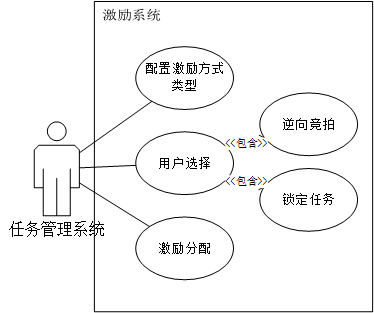 激励系统
配置激励方式
类型
逆向竞拍
<<包含>>
用户选择
<<包含>>
锁定任务
任务管理系统
激励分配